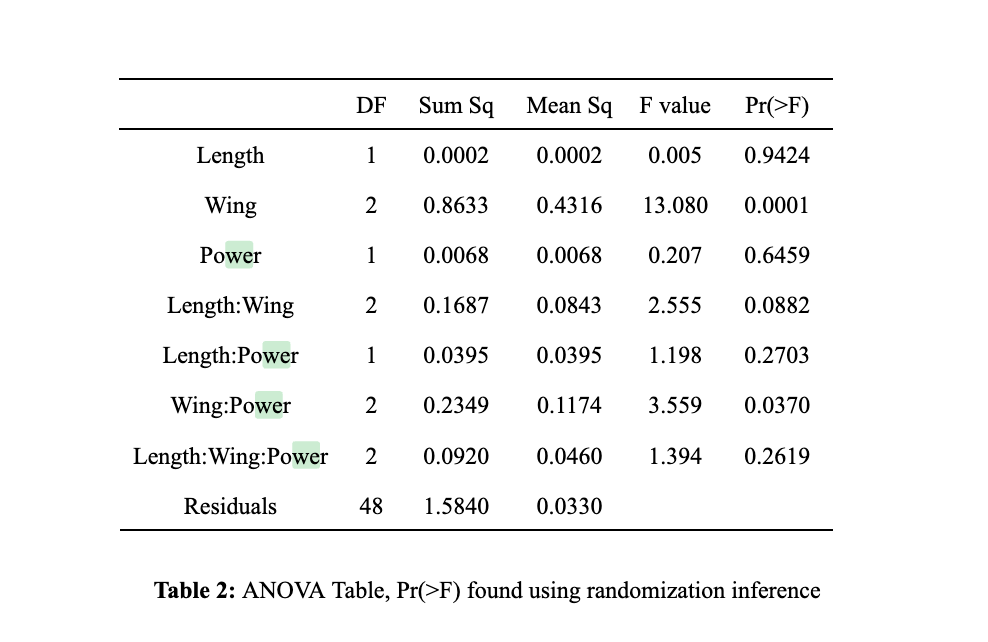 DF Sum Sq Mean Sq F value Pr(>F)
Length 1 0.0002 0.0002 0.005 0.9424
Wing 2 0.8633 0.4316 13.080 0.0001
Power 1 0.0068 0.0068 0.207 0.6459
Length:Wing 2 0.1687 0.0843 2.555 0.0882
Length:Power 1 0.0395 0.0395 1.198 0.2703
Wing:Power 2 0.2349 0.1174 3.559 0.0370
Length:Wing:Power 2 0.0920 0.0460 1.394 0.2619
Residuals 48 1.5840 0.0330
Table 2: ANOVA Table, Pr(>F) found using randomization inference